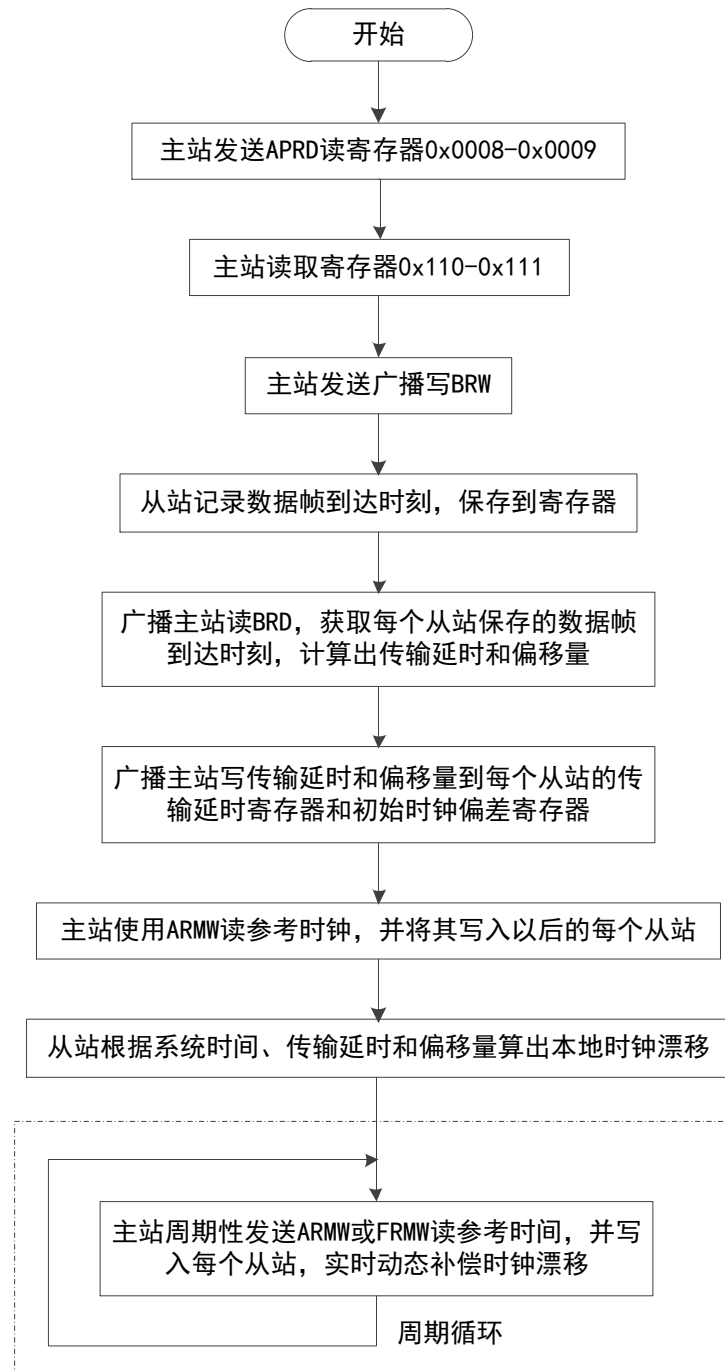 开始
主站发送APRD读寄存器0x0008-0x0009
主站读取寄存器0x110-0x111
主站发送广播写BRW
从站记录数据帧到达时刻，保存到寄存器
广播主站读BRD，获取每个从站保存的数据帧
到达时刻，计算出传输延时和偏移量
广播主站写传输延时和偏移量到每个从站的传
输延时寄存器和初始时钟偏差寄存器
主站使用ARMW读参考时钟，并将其写入以后的每个从站
从站根据系统时间、传输延时和偏移量算出本地时钟漂移
主站周期性发送ARMW或FRMW读参考时间，并写
入每个从站，实时动态补偿时钟漂移
周期循环